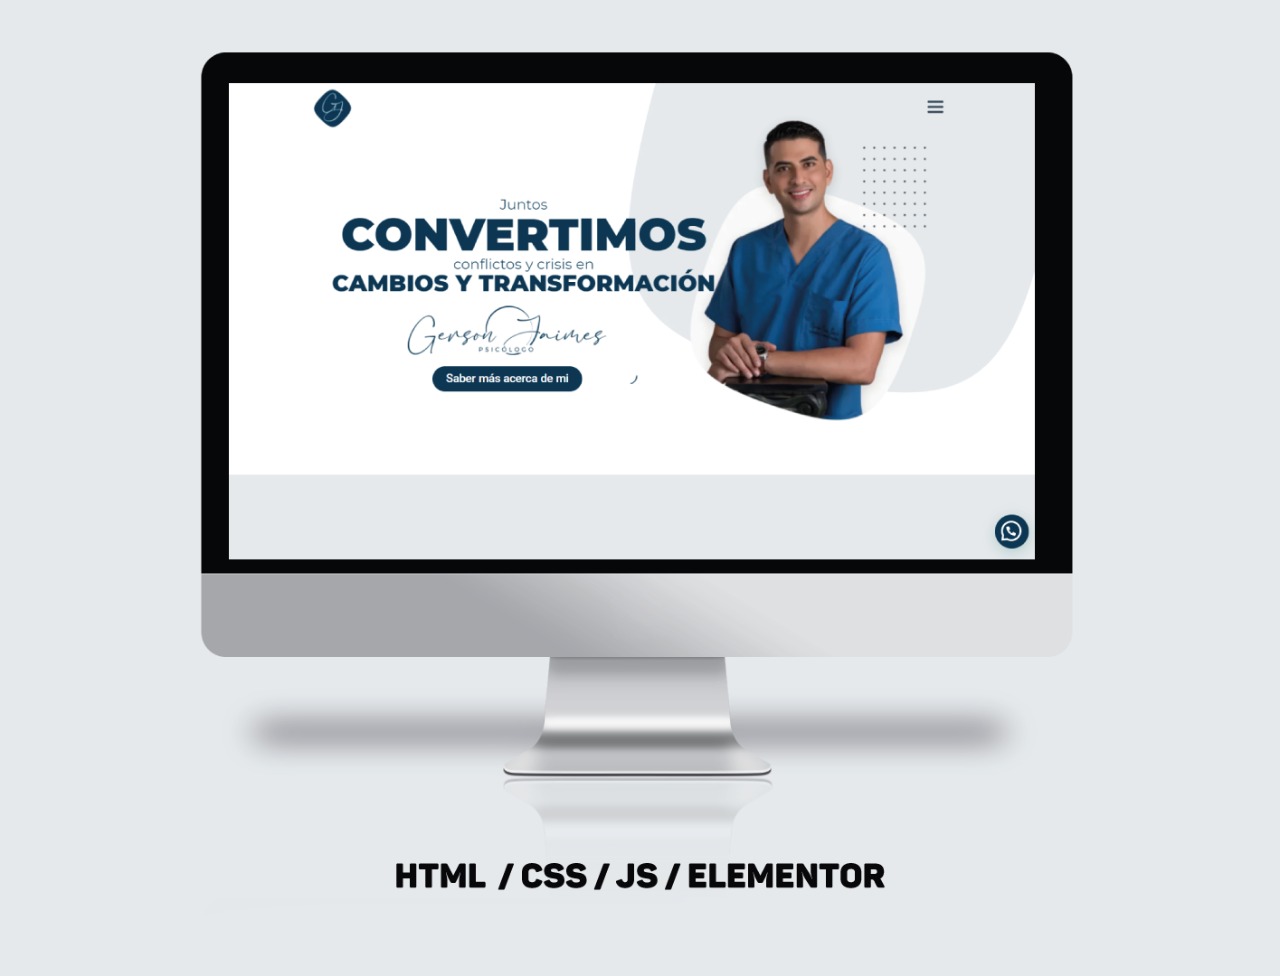 GJ
Juntos
CONVERTIMOS
conflictos y crisis en
CAMBIOS Y TRANSFORMACIÓN
Gerson Jaimes
PSICÓLOGO
Saber más acerca de mi
HTML / CSS / JS / ELEMENTOR